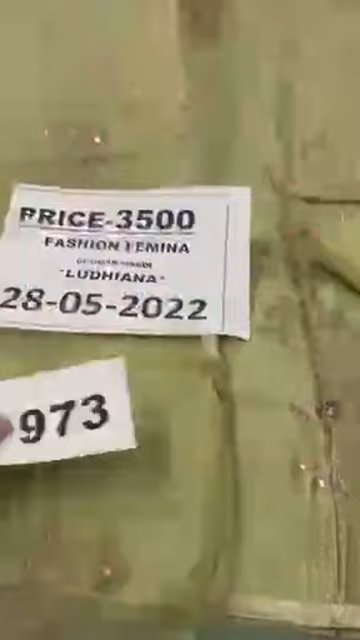 PRICE-3500
FASHION FEMINA
"LUDHIANA"
28-05-2022
973